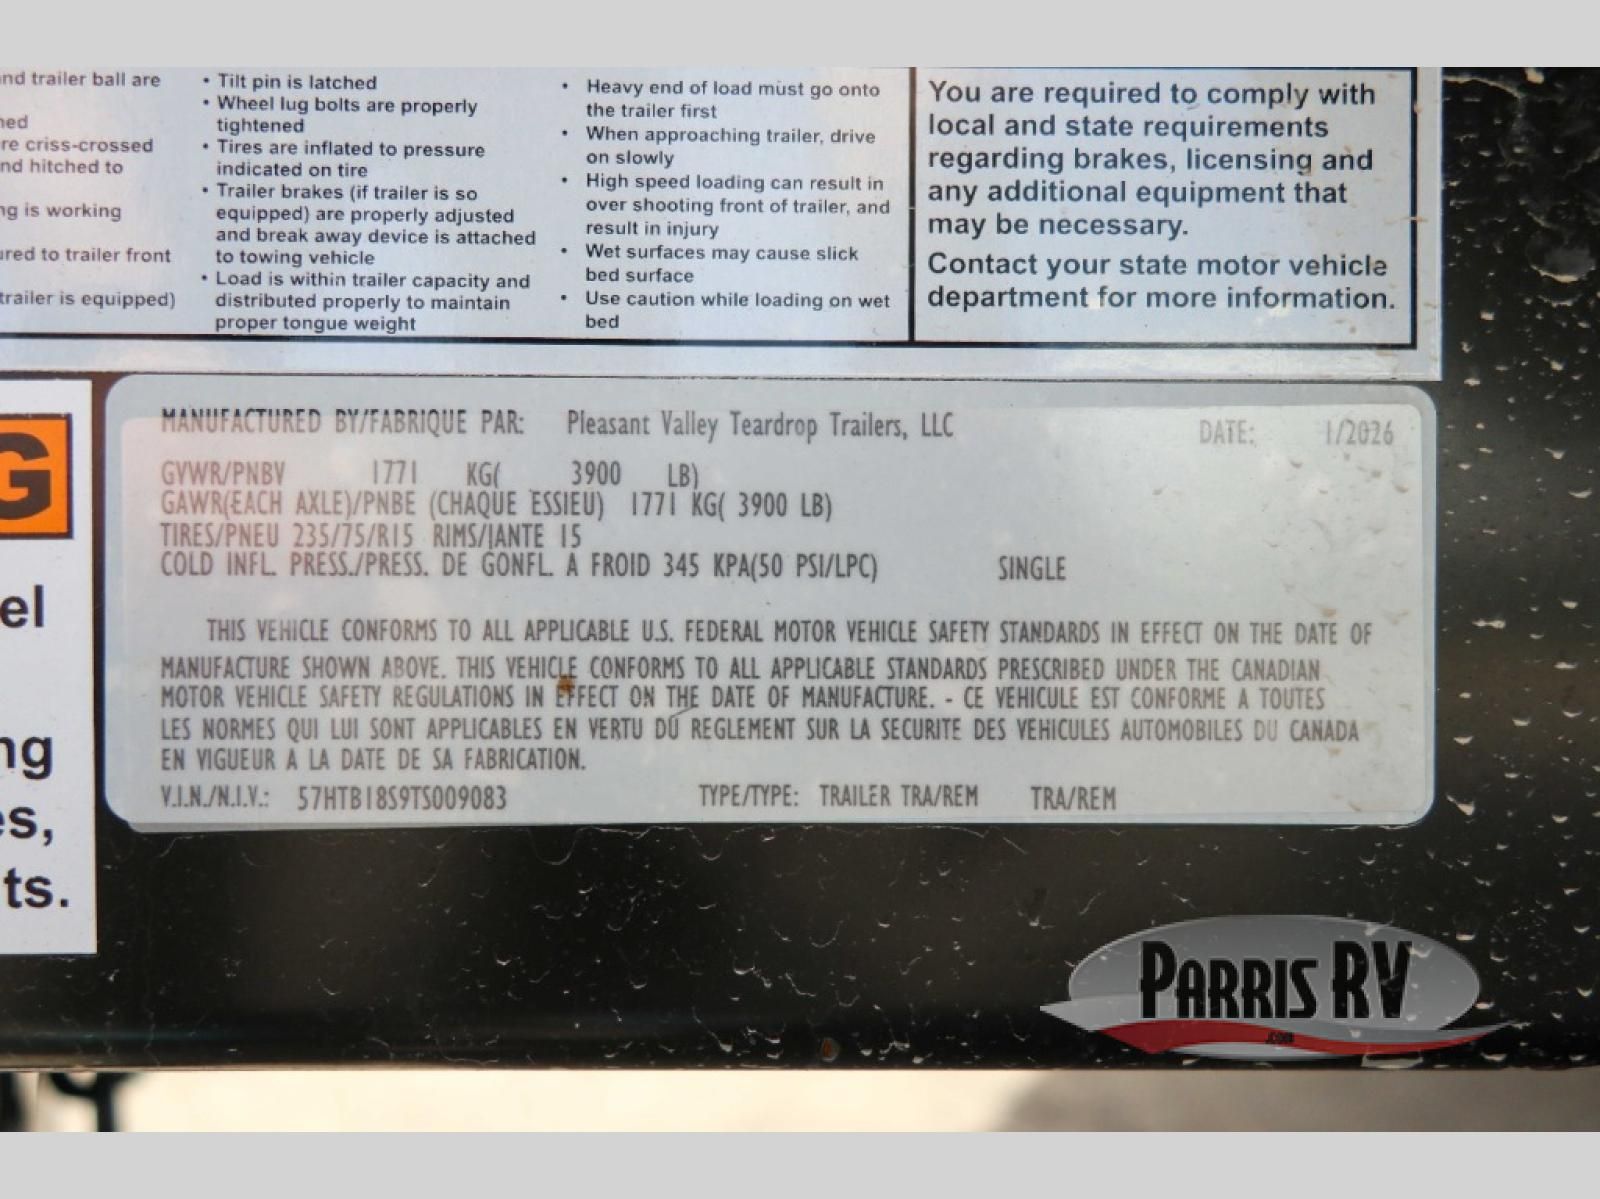 nd trailer ball are
ned
re criss-crossed
nd hitched to
ng is working
ured to trailer front
trailer is equipped)
• Tilt pin is latched
• Wheel lug bolts are properly
tightened
• Tires are inflated to pressure
indicated on tire
• Trailer brakes (if trailer is so
equipped) are properly adjusted
and break away device is attached
to towing vehicle
• Load is within trailer capacity and
distributed properly to maintain
proper tongue weight
• Heavy end of load must go onto
the trailer first
• When approaching trailer, drive
on slowly
• High speed loading can result in
over shooting front of trailer, and
result in injury
• Wet surfaces may cause slick
bed surface
• Use caution while loading on wet
bed
You are required to comply with
local and state requirements
regarding brakes, licensing and
any additional equipment that
may be necessary.
Contact your state motor vehicle
department for more information.
G
el
ng
es,
ts.
MANUFACTURED BY/FABRIQUE PAR: Pleasant Valley Teardrop Trailers, LLC DATE: 1/2026
GVWR/PNBV 1771 KG( 3900 LB)
GAWR(EACH AXLE)/PNBE (CHAQUE ESSIEU) 1771 KG( 3900 LB)
TIRES/PNEU 235/75/R15 RIMS/JANTE 15
COLD INFL. PRESS./PRESS. DE GONFL. A FROID 345 KPA(50 PSI/LPC) SINGLE
THIS VEHICLE CONFORMS TO ALL APPLICABLE U.S. FEDERAL MOTOR VEHICLE SAFETY STANDARDS IN EFFECT ON THE DATE OF
MANUFACTURE SHOWN ABOVE. THIS VEHICLE CONFORMS TO ALL APPLICABLE STANDARDS PRESCRIBED UNDER THE CANADIAN
MOTOR VEHICLE SAFETY REGULATIONS IN EFFECT ON THE DATE OF MANUFACTURE. - CE VEHICULE EST CONFORME A TOUTES
LES NORMES QUI LUI SONT APPLICABLES EN VERTU DU REGLEMENT SUR LA SECURITE DES VEHICULES AUTOMOBILES DU CANADA
EN VIGUEUR A LA DATE DE SA FABRICATION.
V.I.N./N.I.V.: 57HTB18S9TS009083 TYPE/TYPE: TRAILER TRA/REM TRA/REM
PARRIS RV
.COM